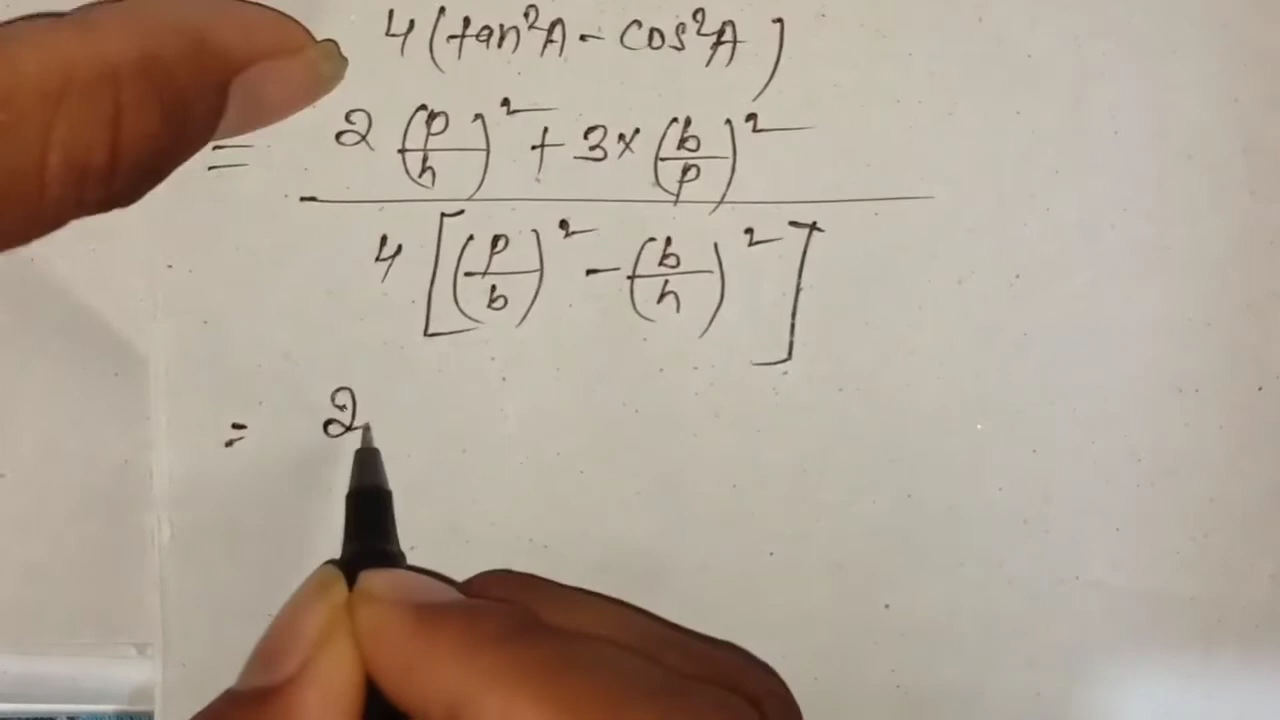 4 (tan²A - cos²A)
= 2 (p/h)² + 3 × (b/p)²
4 [(p/b)² - (b/h)²]
= 2